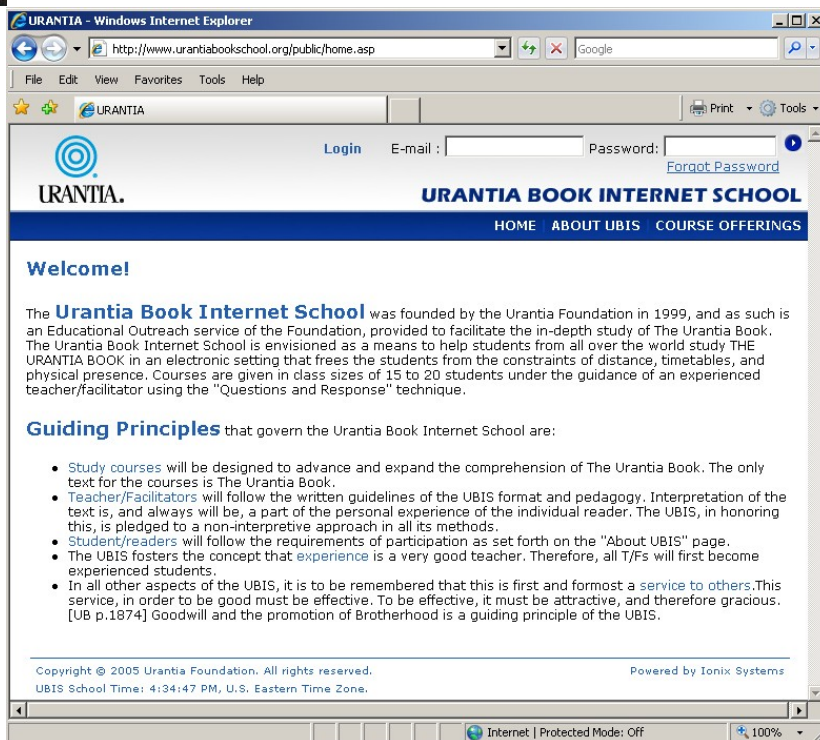 URANTIA - Windows Internet Explorer
http://www.urantiabookschool.org/public/home.asp
Google
File Edit View Favorites Tools Help
URANTIA
Print Tools
Login E-mail : Password:
Forgot Password
URANTIA.
URANTIA BOOK INTERNET SCHOOL
HOME ABOUT UBIS COURSE OFFERINGS
Welcome!
The Urantia Book Internet School was founded by the Urantia Foundation in 1999, and as such is
an Educational Outreach service of the Foundation, provided to facilitate the in-depth study of The Urantia Book.
The Urantia Book Internet School is envisioned as a means to help students from all over the world study THE
URANTIA BOOK in an electronic setting that frees the students from the constraints of distance, timetables, and
physical presence. Courses are given in class sizes of 15 to 20 students under the guidance of an experienced
teacher/facilitator using the "Questions and Response" technique.
Guiding Principles that govern the Urantia Book Internet School are:
• Study courses will be designed to advance and expand the comprehension of The Urantia Book. The only
text for the courses is The Urantia Book.
• Teacher/Facilitators will follow the written guidelines of the UBIS format and pedagogy. Interpretation of the
text is, and always will be, a part of the personal experience of the individual reader. The UBIS, in honoring
this, is pledged to a non-interpretive approach in all its methods.
• Student/readers will follow the requirements of participation as set forth on the "About UBIS" page.
• The UBIS fosters the concept that experience is a very good teacher. Therefore, all T/Fs will first become
experienced students.
• In all other aspects of the UBIS, it is to be remembered that this is first and formost a service to others.This
service, in order to be good must be effective. To be effective, it must be attractive, and therefore gracious.
[UB p.1874] Goodwill and the promotion of Brotherhood is a guiding principle of the UBIS.
Copyright © 2005 Urantia Foundation. All rights reserved. Powered by Ionix Systems
UBIS School Time: 4:34:47 PM, U.S. Eastern Time Zone.
Internet | Protected Mode: Off 100%